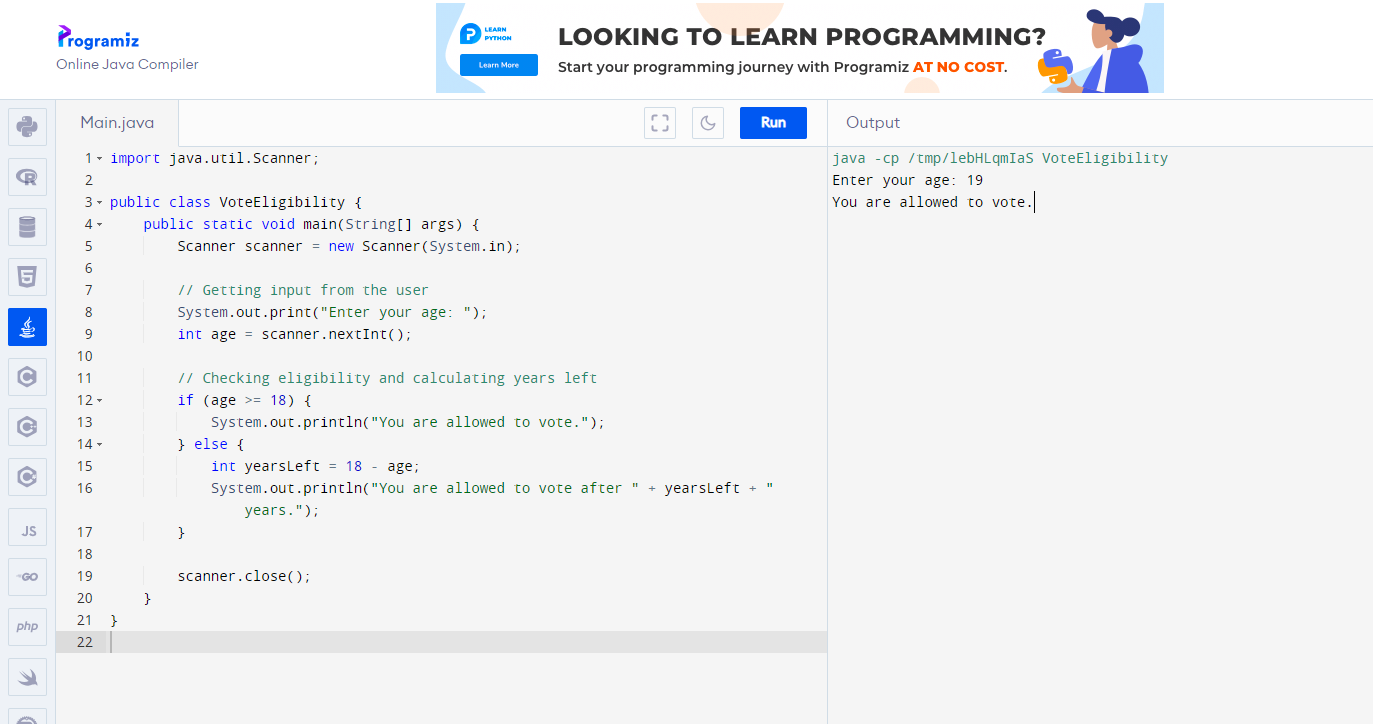 Programiz
Online Java Compiler
LEARN
PYTHON
Learn More
LOOKING TO LEARN PROGRAMMING?
Start your programming journey with Programiz AT NO COST.
Main.java
Run
Output
1 import java.util.Scanner;
2
3 public class VoteEligibility {
4 public static void main(String[] args) {
5 Scanner scanner = new Scanner(System.in);
6
7 // Getting input from the user
8 System.out.print("Enter your age: ");
9 int age = scanner.nextInt();
10
11 // Checking eligibility and calculating years left
12 if (age >= 18) {
13 System.out.println("You are allowed to vote.");
14 } else {
15 int yearsLeft = 18 - age;
16 System.out.println("You are allowed to vote after " + yearsLeft + "
years.");
17 }
18
19 scanner.close();
20 }
21 }
22
java -cp /tmp/lebHLqmIaS VoteEligibility
Enter your age: 19
You are allowed to vote.
R
JS
GO
php